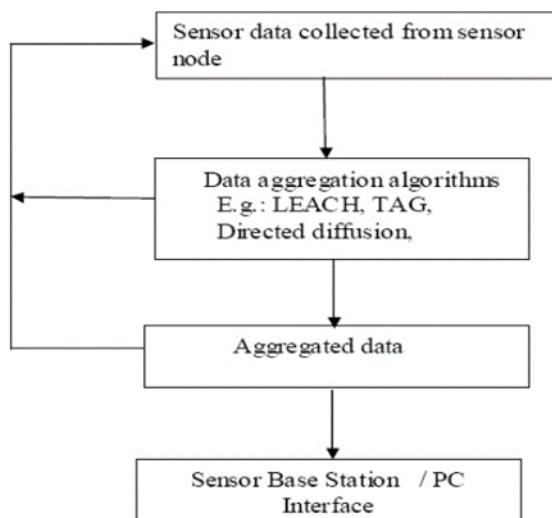 Sensor data collected from sensor
node
Data aggregation algorithms
E.g.: LEACH, TAG,
Directed diffusion,
Aggregated data
Sensor Base Station / PC
Interface